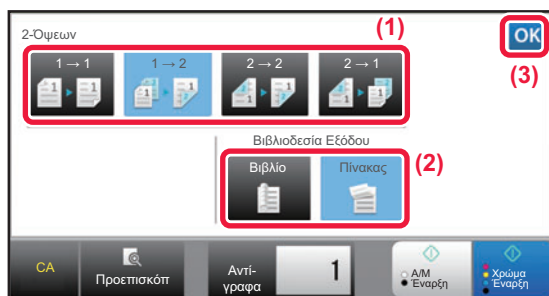 2-Όψεων
(1)
OK
1 → 1
1 → 2
2 → 2
2 → 1
(3)
Βιβλιοδεσία Εξόδου
Βιβλίο
Πίνακας
(2)
CA
Προεπισκόπ
Αντί-
γραφα
1
Α/Μ
Έναρξη
Χρώμα
Έναρξη